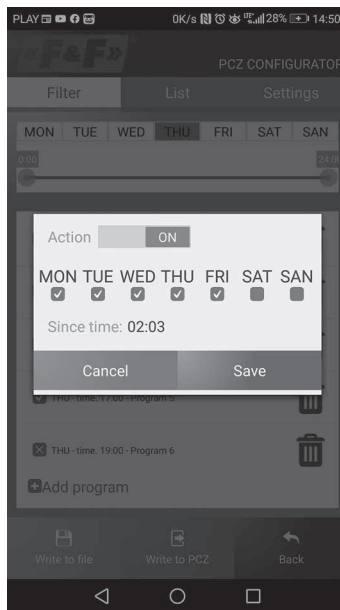 PLAY 0K/s LTE 28% 14:50
F&F»
PCZ CONFIGURATOR
Filter List Settings
MON TUE WED THU FRI SAT SAN
0:00 24:0
Action ON
MON TUE WED THU FRI SAT SAN
Since time: 02:03
Cancel Save
THU - time. 17:00 - Program 5
THU - time. 19:00 - Program 6
Add program
Write to file Write to PCZ Back